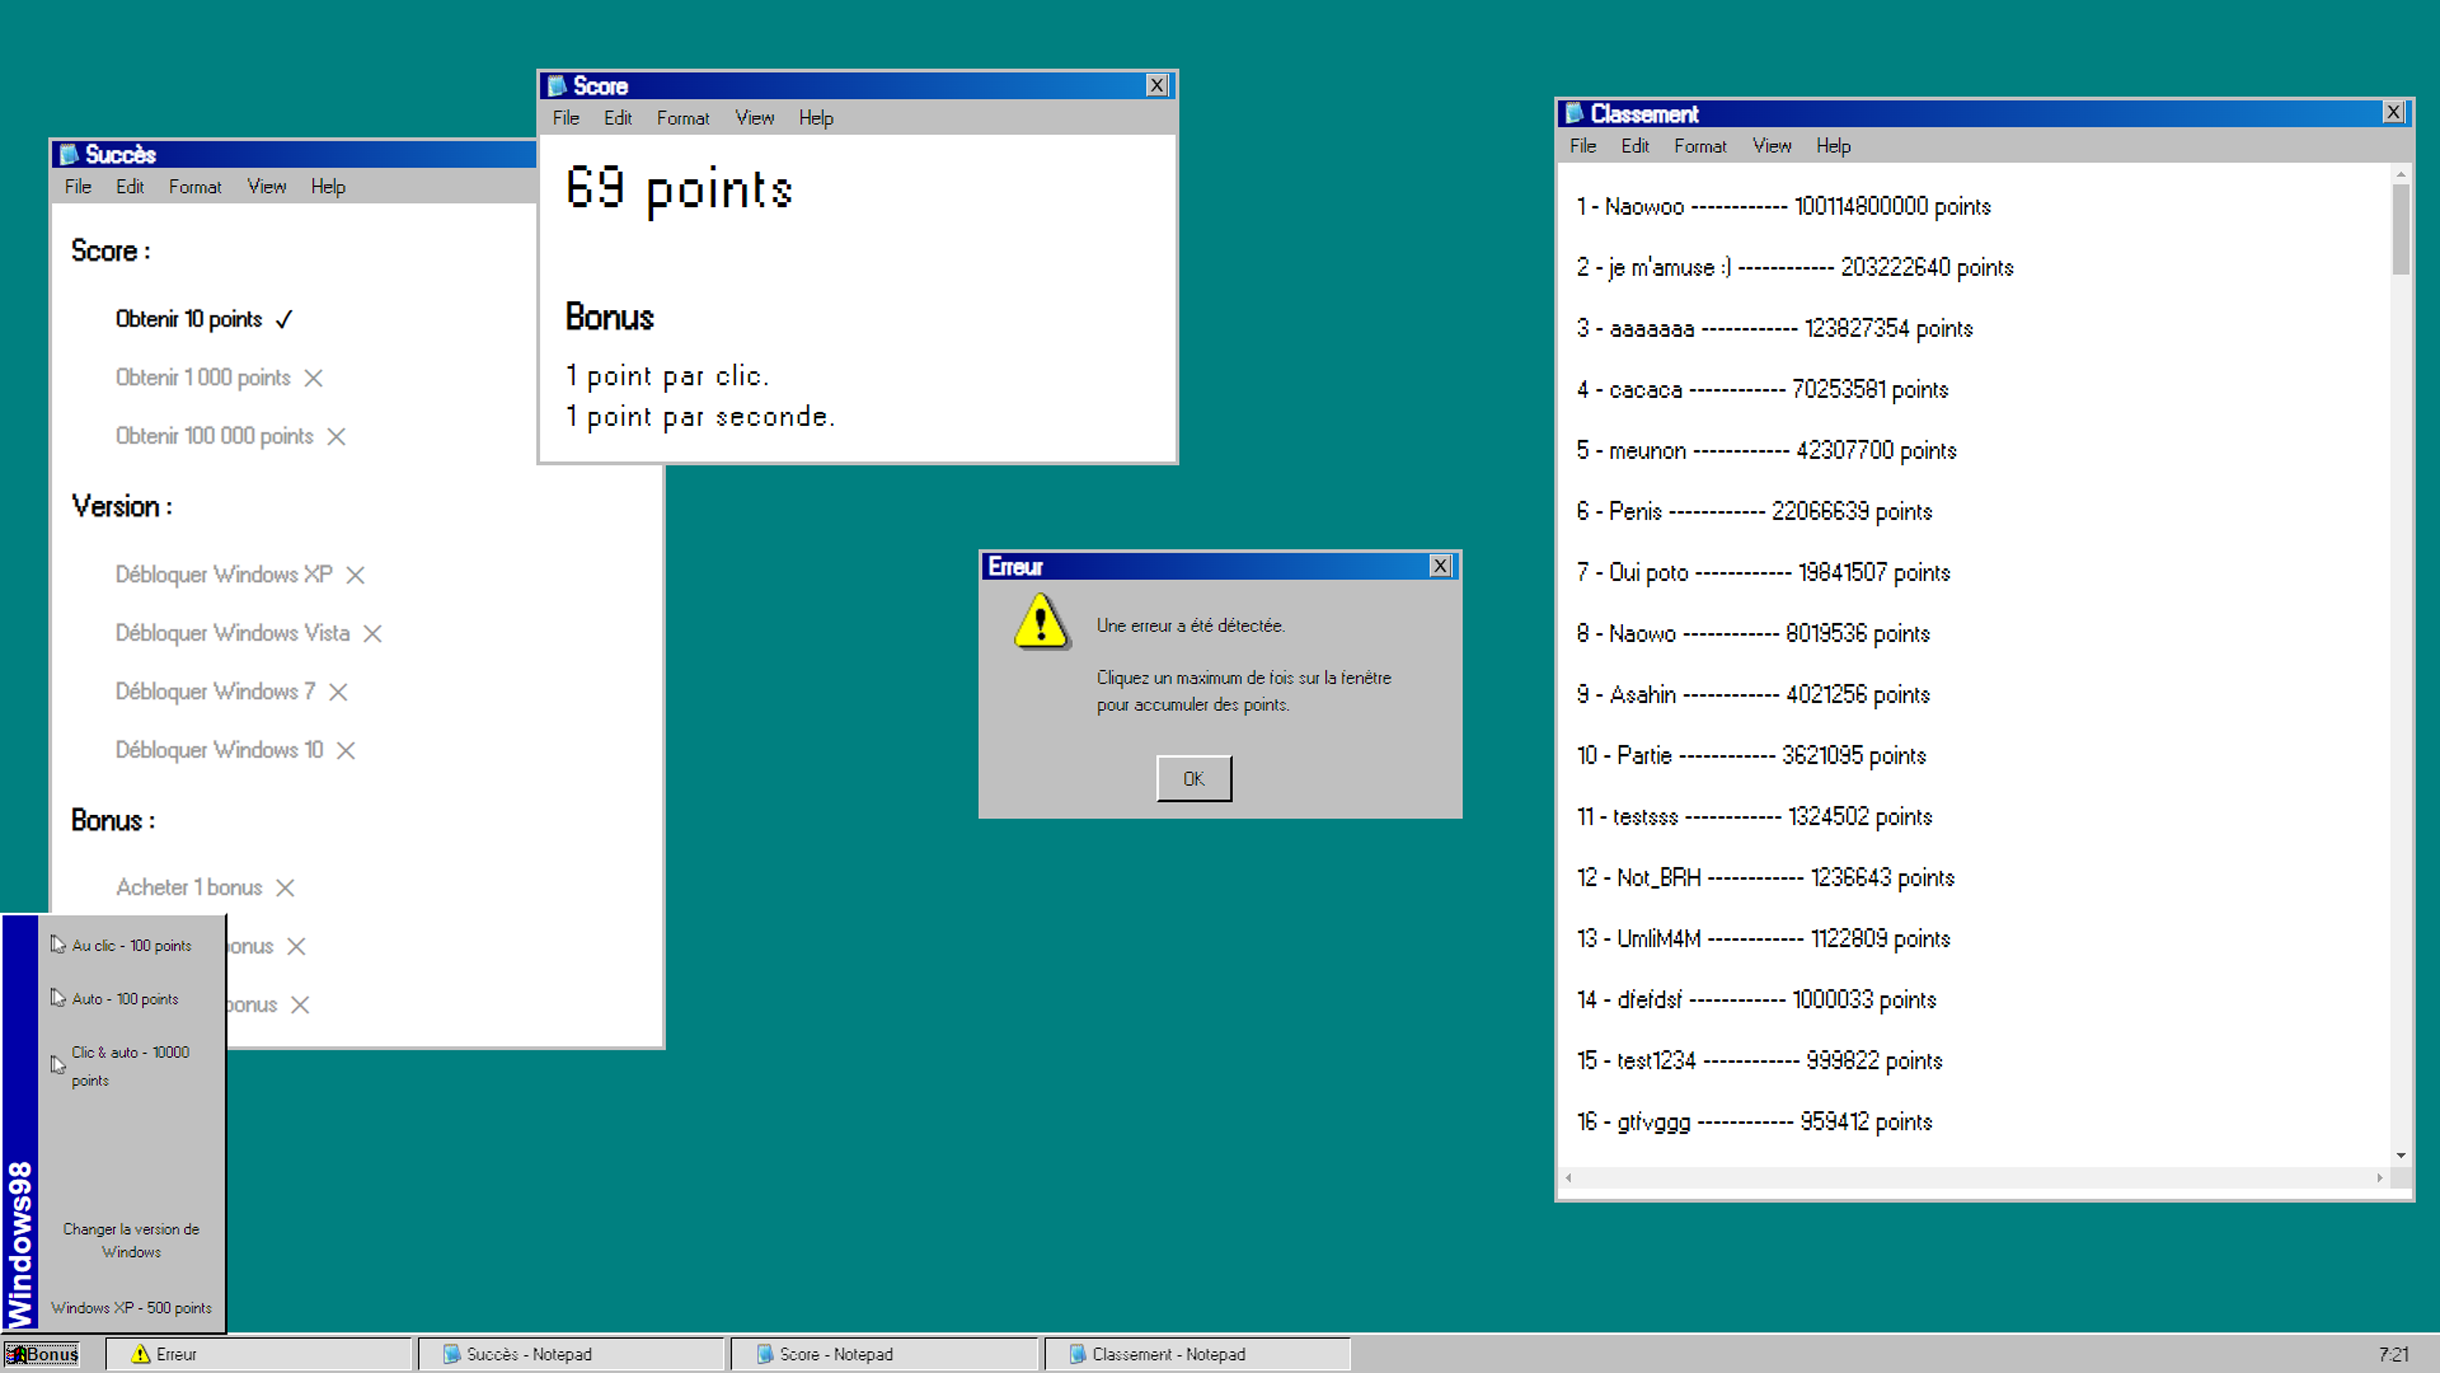 Succès
File Edit Format View Help
Score :
Obtenir 10 points ✓
Obtenir 1 000 points ×
Obtenir 100 000 points ×
Version :
Débloquer Windows XP ×
Débloquer Windows Vista ×
Débloquer Windows 7 ×
Débloquer Windows 10 ×
Bonus :
Acheter 1 bonus ×
bonus ×
bonus ×
Score
File Edit Format View Help
69 points
Bonus
1 point par clic.
1 point par seconde.
Erreur
Une erreur a été détectée.
Cliquez un maximum de fois sur la fenêtre
pour accumuler des points.
OK
Classement
File Edit Format View Help
1 - Naowoo ------------ 100114800000 points
2 - je m'amuse :) ------------ 203222640 points
3 - aaaaaaa ------------ 123827354 points
4 - cacaca ------------ 70253581 points
5 - meunon ------------ 42307700 points
6 - Penis ------------ 22066639 points
7 - Oui poto ------------ 19841507 points
8 - Naowo ------------ 8019536 points
9 - Asahin ------------ 4021256 points
10 - Partie ------------ 3621095 points
11 - testsss ------------ 1324502 points
12 - Not_BRH ------------ 1236643 points
13 - UmliM4M ------------ 1122809 points
14 - dfefdsf ------------ 1000033 points
15 - test1234 ------------ 999822 points
16 - gtfvggg ------------ 959412 points
Windows98
Au clic - 100 points
Auto - 100 points
Clic & auto - 10000
points
Changer la version de
Windows
Windows XP - 500 points
Bonus
Erreur
Succès - Notepad
Score - Notepad
Classement - Notepad
7:21